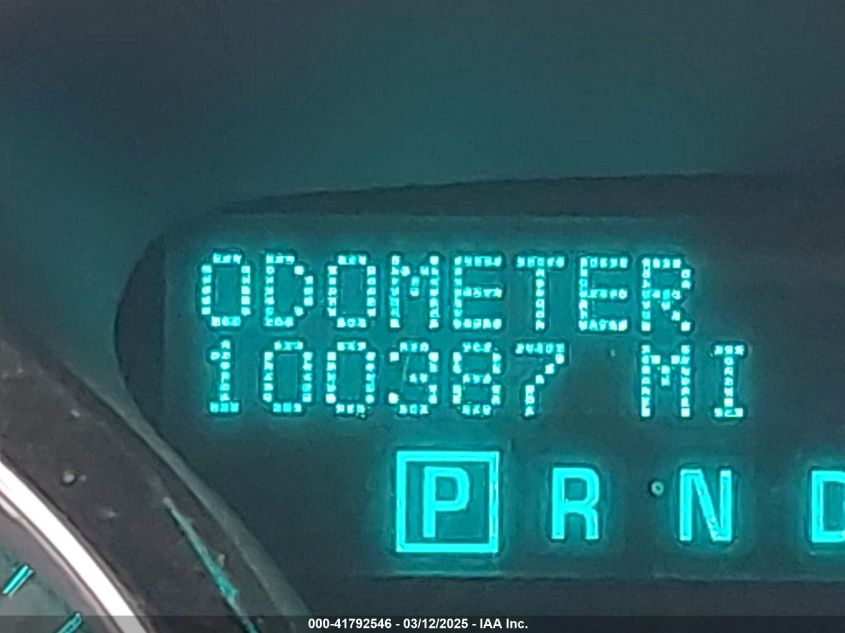 ODOMETER
100387 MI
P R N D
000-41792546 - 03/12/2025 - IAA Inc.